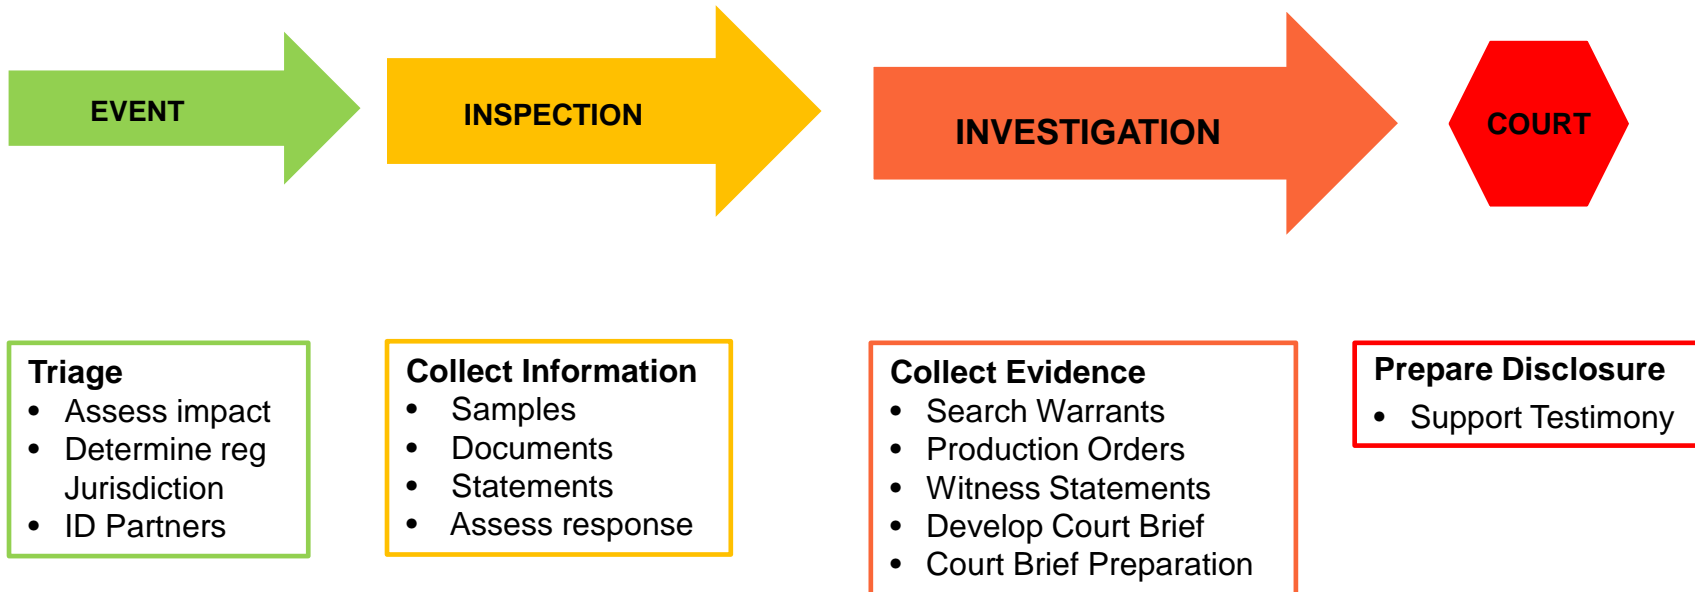 EVENT
INSPECTION
INVESTIGATION
COURT
Triage
• Assess impact
• Determine reg
Jurisdiction
• ID Partners
Collect Information
• Samples
• Documents
• Statements
• Assess response
Collect Evidence
• Search Warrants
• Production Orders
• Witness Statements
• Develop Court Brief
• Court Brief Preparation
Prepare Disclosure
• Support Testimony